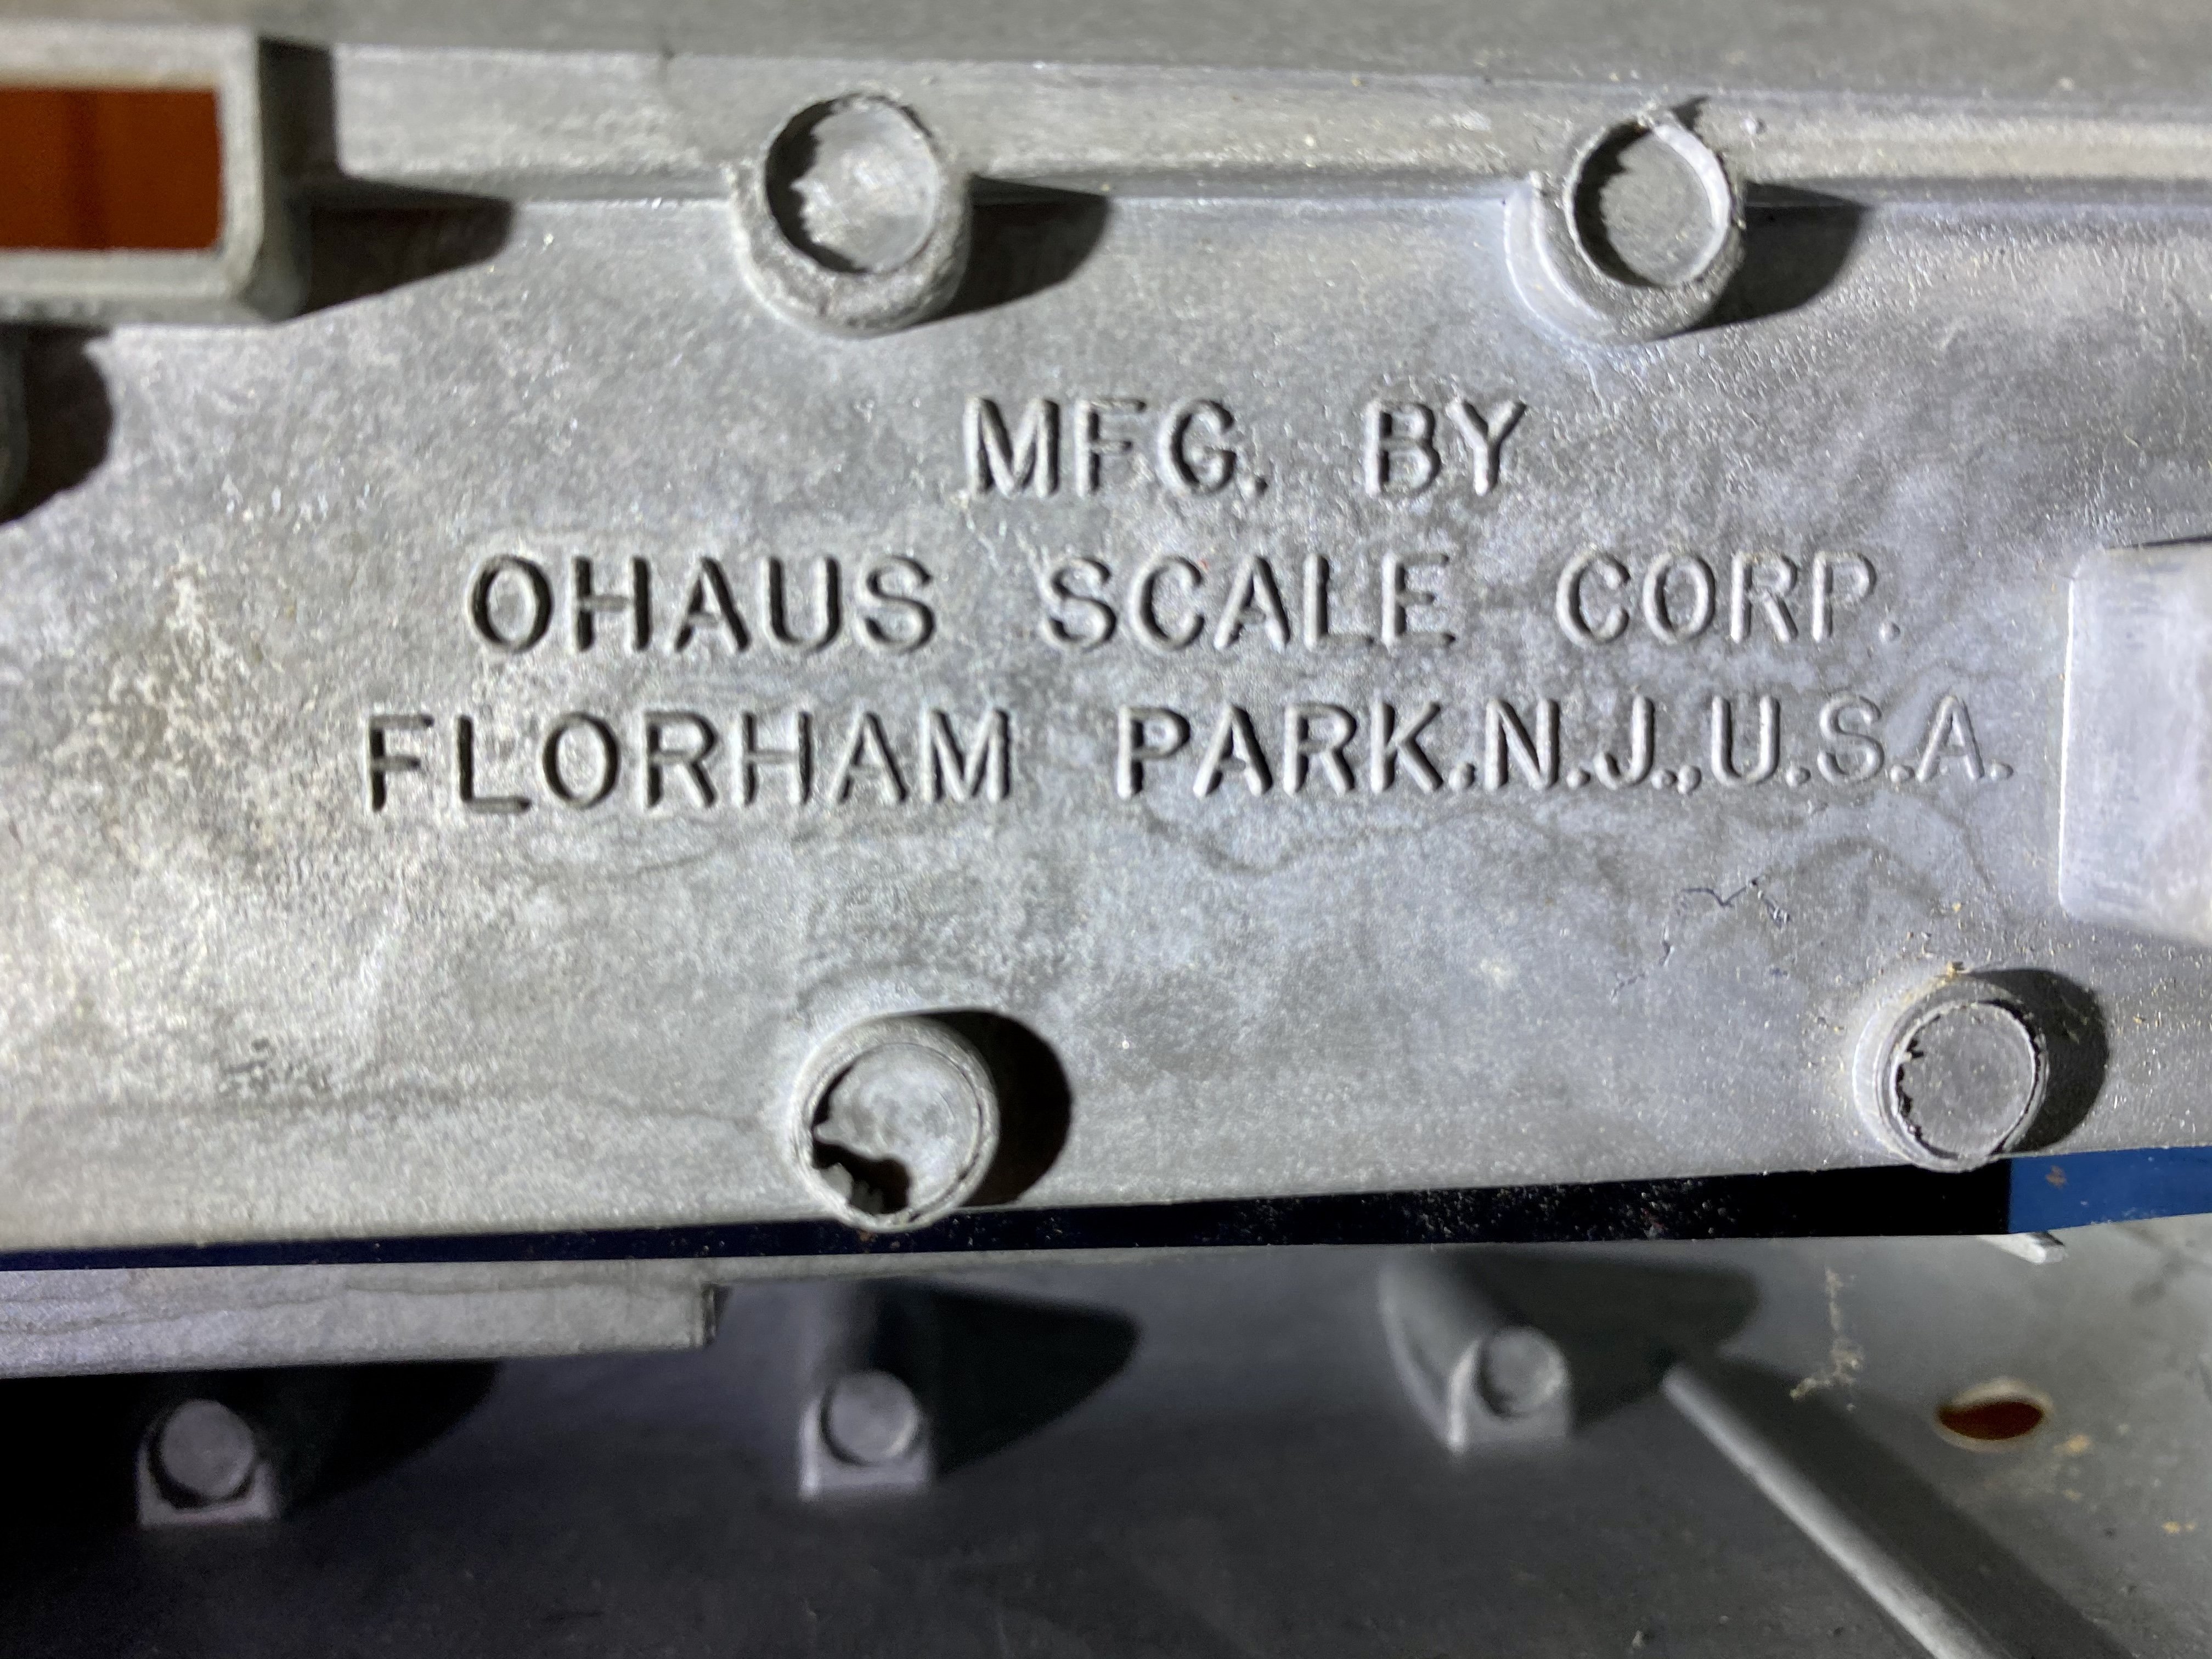 MFG. BY
OHAUS SCALE CORP.
FLORHAM PARK.N.J.,U.S.A.